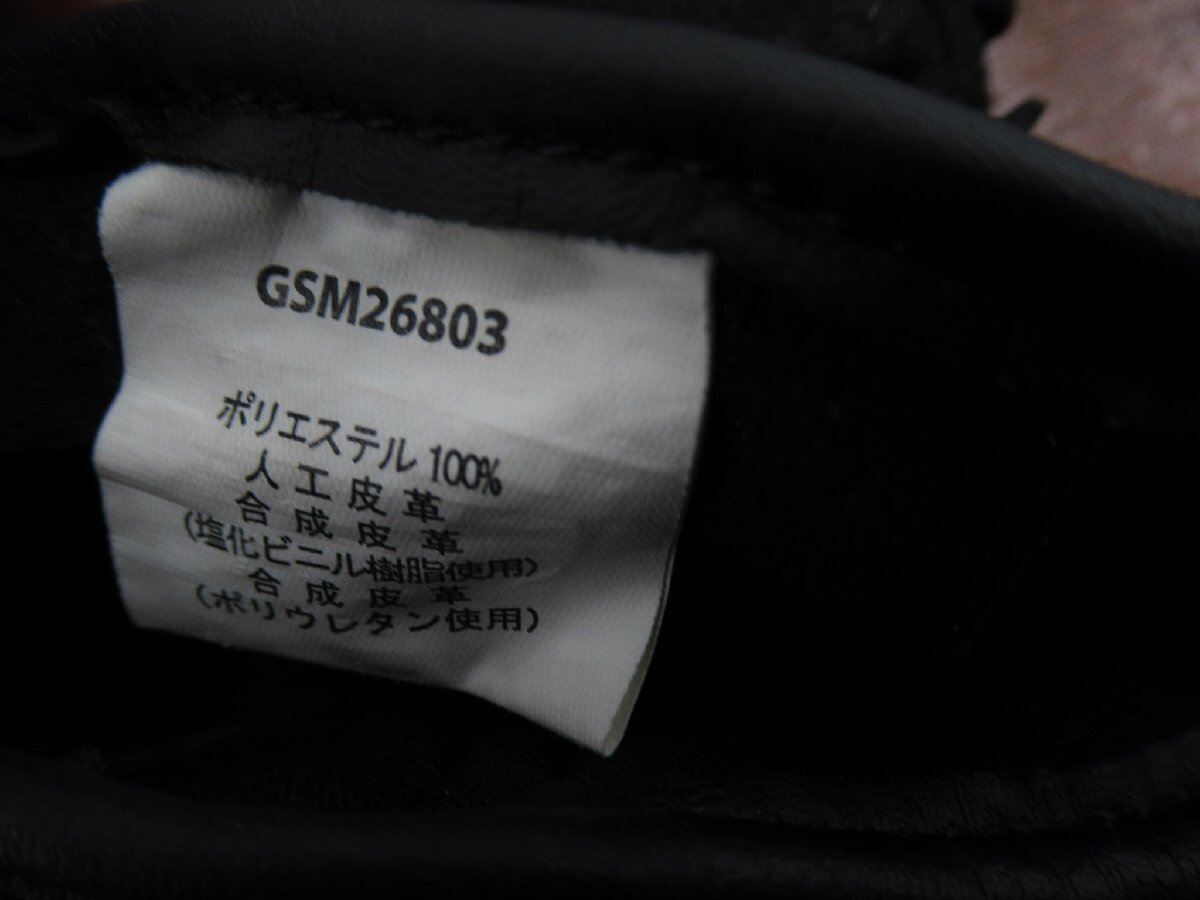 GSM26803
ポリエステル 100%
人工皮革
合成皮革
(塩化ビニル樹脂使用)
合成皮革
(ポリウレタン使用)